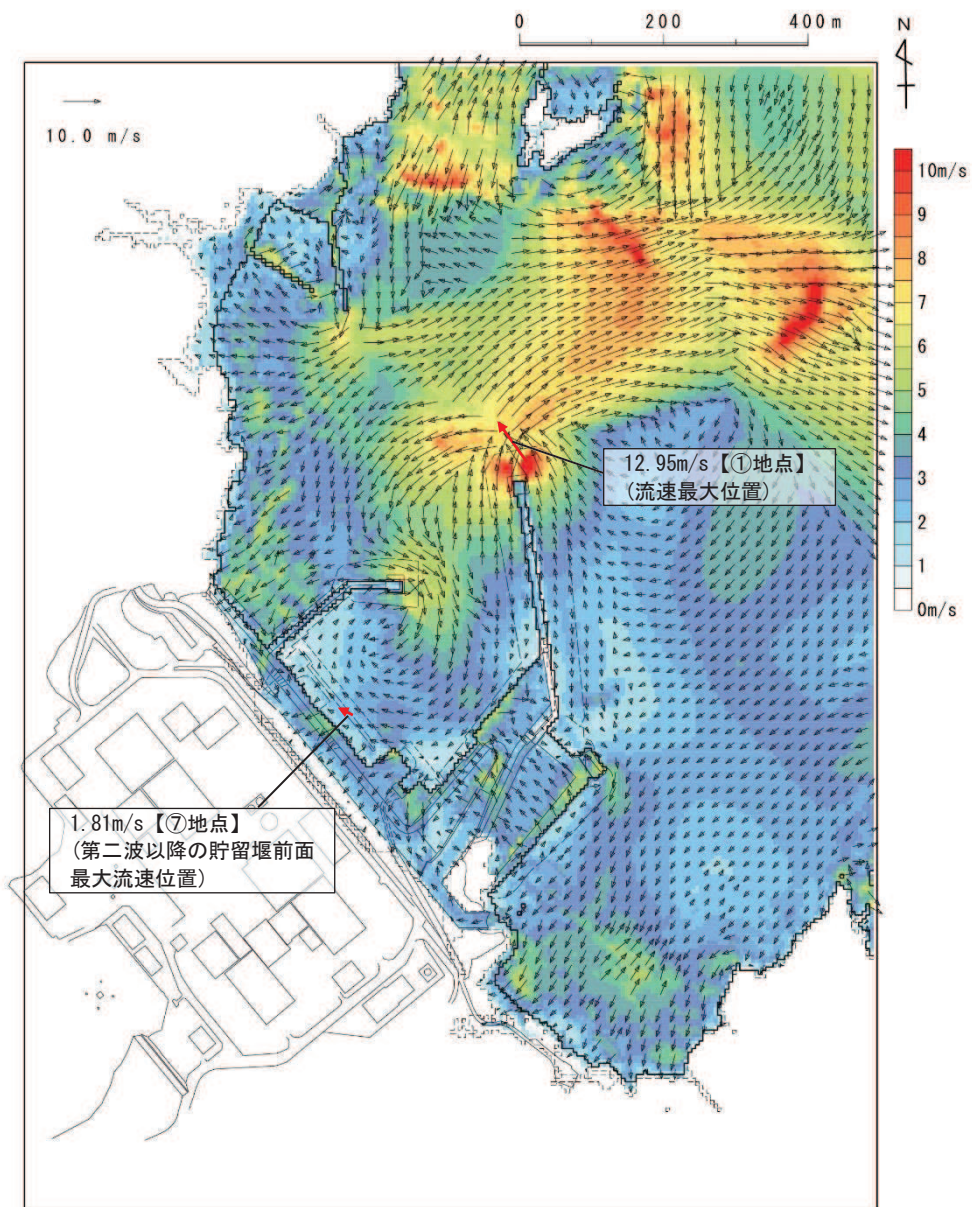 0 200 400m
N
10.0 m/s
10m/s
9
8
7
6
5
4
3
2
1
0m/s
12.95m/s【①地点】
(流速最大位置)
1.81m/s【⑦地点】
(第二波以降の貯留堰前面
最大流速位置)